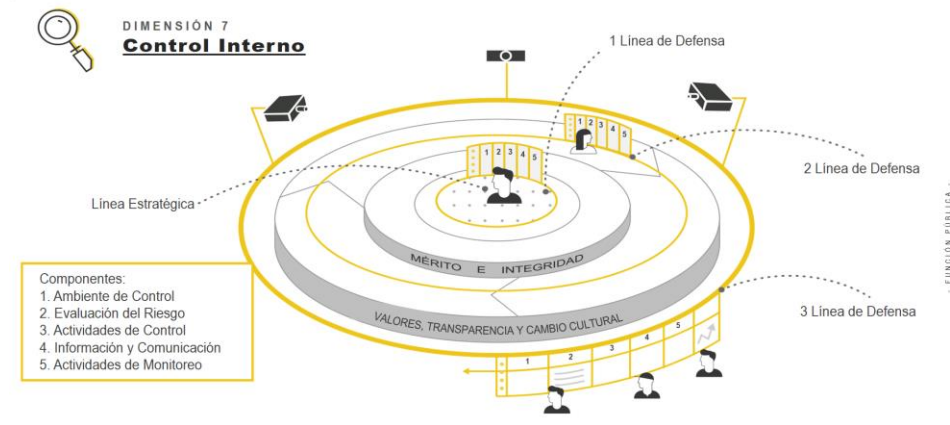 DIMENSIÓN 7
Control Interno
1 Línea de Defensa
2 Línea de Defensa
Línea Estratégica
3 Línea de Defensa
1 2 3 4 5
1 2 3 4 5
MÉRITO E INTEGRIDAD
VALORES, TRANSPARENCIA Y CAMBIO CULTURAL
1 2 3 4 5
Componentes:
1. Ambiente de Control
2. Evaluación del Riesgo
3. Actividades de Control
4. Información y Comunicación
5. Actividades de Monitoreo
- FUNCIÓN PÚBLICA -